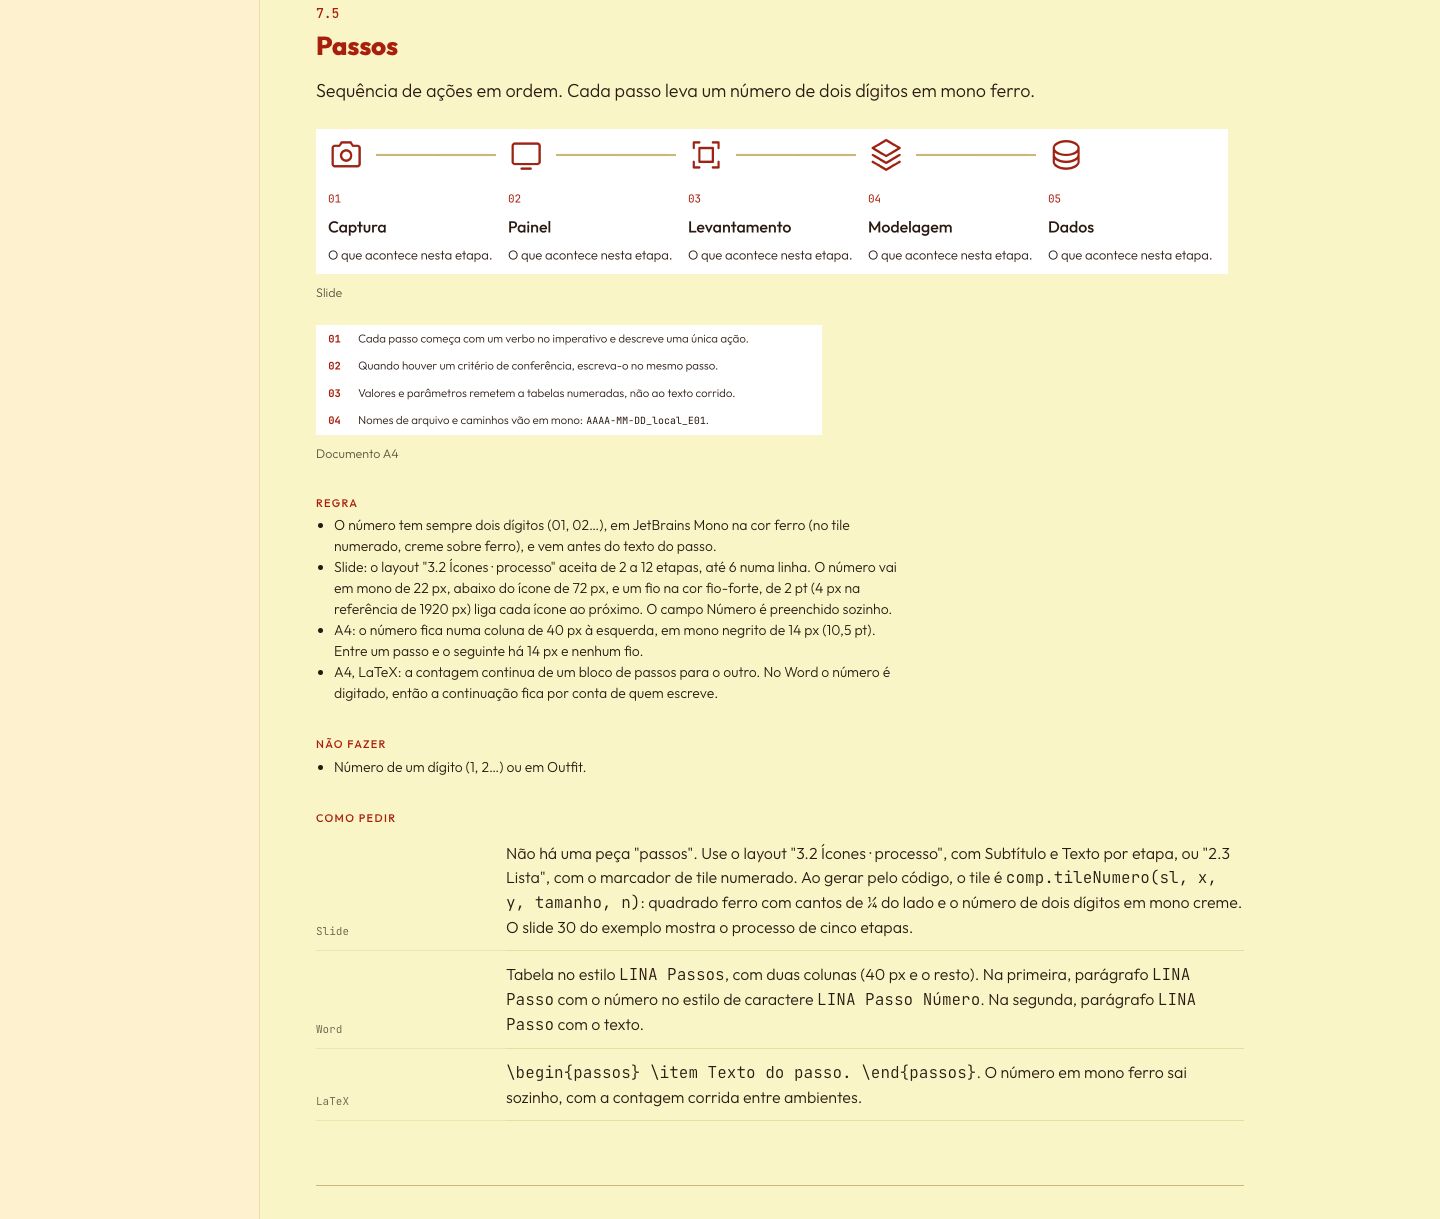 7.5
Passos
Sequência de ações em ordem. Cada passo leva um número de dois dígitos em mono ferro.
01 02 03 04 05
Captura Painel Levantamento Modelagem Dados
O que acontece nesta etapa. O que acontece nesta etapa. O que acontece nesta etapa. O que acontece nesta etapa. O que acontece nesta etapa.
Slide
01 Cada passo começa com um verbo no imperativo e descreve uma única ação.
02 Quando houver um critério de conferência, escreva-o no mesmo passo.
03 Valores e parâmetros remetem a tabelas numeradas, não ao texto corrido.
04 Nomes de arquivo e caminhos vão em mono: AAAA-MM-DD_local_E01.
Documento A4
REGRA
• O número tem sempre dois dígitos (01, 02…), em JetBrains Mono na cor ferro (no tile
numerado, creme sobre ferro), e vem antes do texto do passo.
• Slide: o layout "3.2 Ícones · processo" aceita de 2 a 12 etapas, até 6 numa linha. O número vai
em mono de 22 px, abaixo do ícone de 72 px, e um fio na cor fio-forte, de 2 pt (4 px na
referência de 1920 px) liga cada ícone ao próximo. O campo Número é preenchido sozinho.
• A4: o número fica numa coluna de 40 px à esquerda, em mono negrito de 14 px (10,5 pt).
Entre um passo e o seguinte há 14 px e nenhum fio.
• A4, LaTeX: a contagem continua de um bloco de passos para o outro. No Word o número é
digitado, então a continuação fica por conta de quem escreve.
NÃO FAZER
• Número de um dígito (1, 2…) ou em Outfit.
COMO PEDIR
Não há uma peça "passos". Use o layout "3.2 Ícones · processo", com Subtítulo e Texto por etapa, ou "2.3
Lista", com o marcador de tile numerado. Ao gerar pelo código, o tile é comp.tileNumero(sl, x,
y, tamanho, n): quadrado ferro com cantos de ¼ do lado e o número de dois dígitos em mono creme.
Slide O slide 30 do exemplo mostra o processo de cinco etapas.
Tabela no estilo LINA Passos, com duas colunas (40 px e o resto). Na primeira, parágrafo LINA
Passo com o número no estilo de caractere LINA Passo Número. Na segunda, parágrafo LINA
Word Passo com o texto.
\begin{passos} \item Texto do passo. \end{passos}. O número em mono ferro sai
LaTeX sozinho, com a contagem corrida entre ambientes.